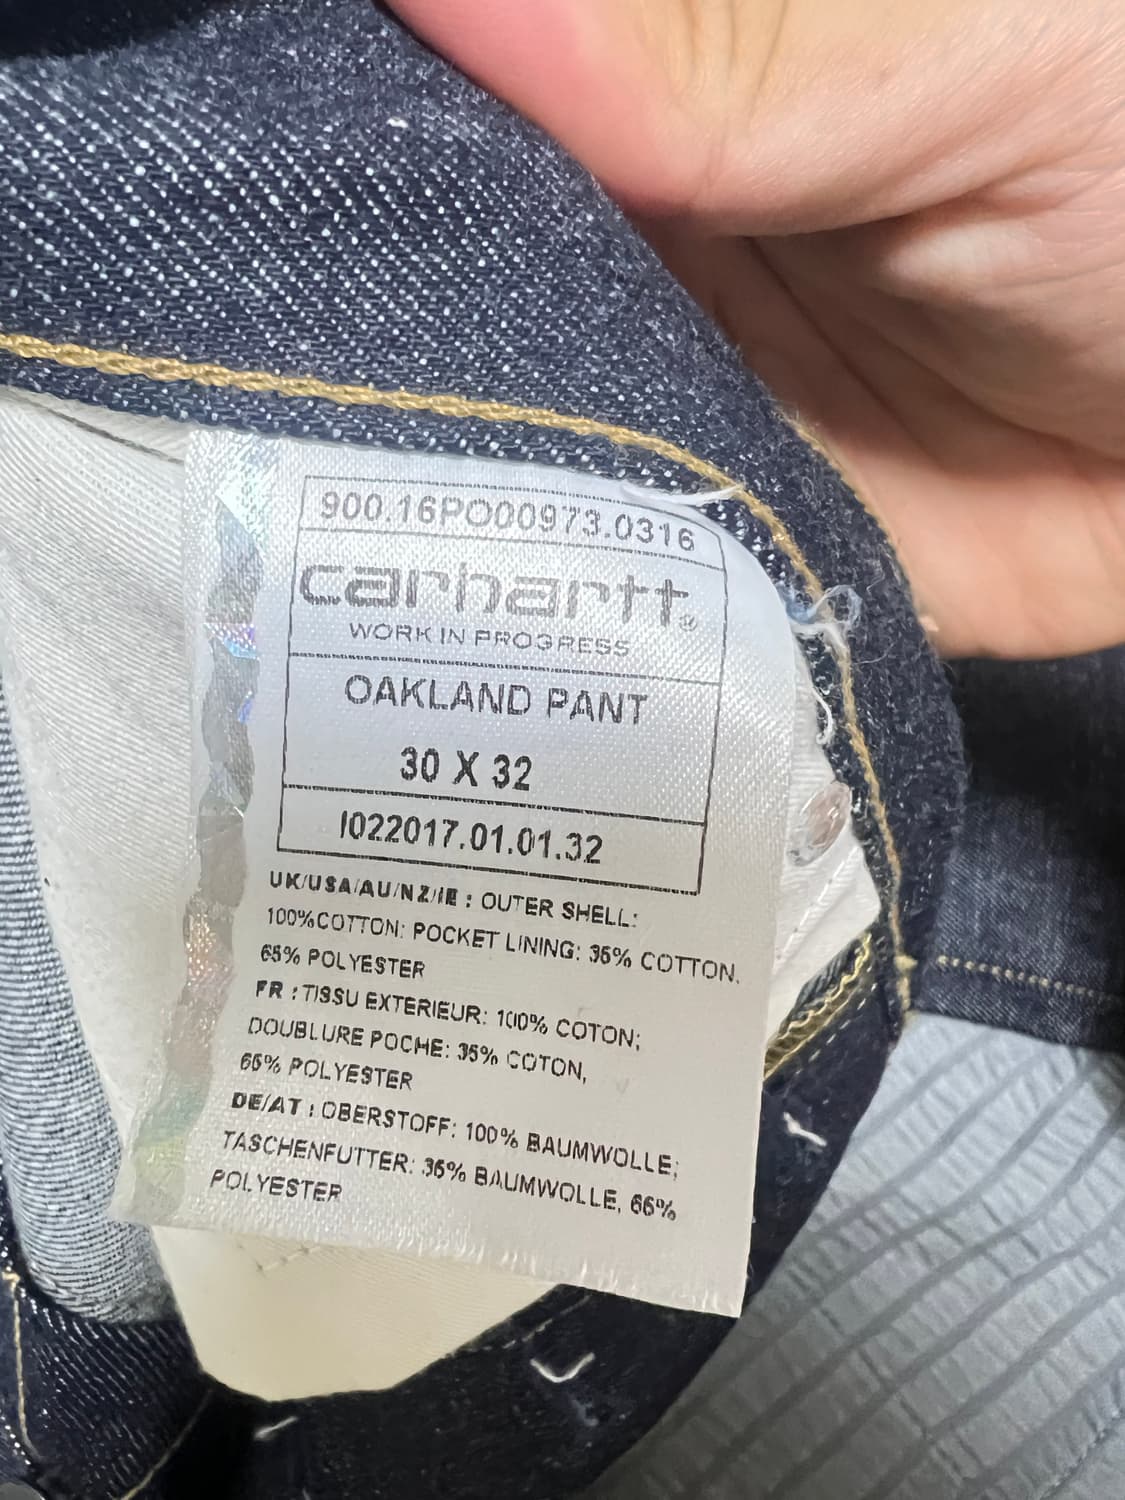 900.16PO00973.0316
carhartt®
WORK IN PROGRESS
OAKLAND PANT
30 X 32
I022017.01.01.32
UK/USA/AU/NZ/IE : OUTER SHELL:
100%COTTON: POCKET LINING: 35% COTTON,
65% POLYESTER
FR : TISSU EXTERIEUR: 100% COTON;
DOUBLURE POCHE: 35% COTON,
65% POLYESTER
DE/AT : OBERSTOFF: 100% BAUMWOLLE;
TASCHENFUTTER: 35% BAUMWOLLE, 65%
POLYESTER